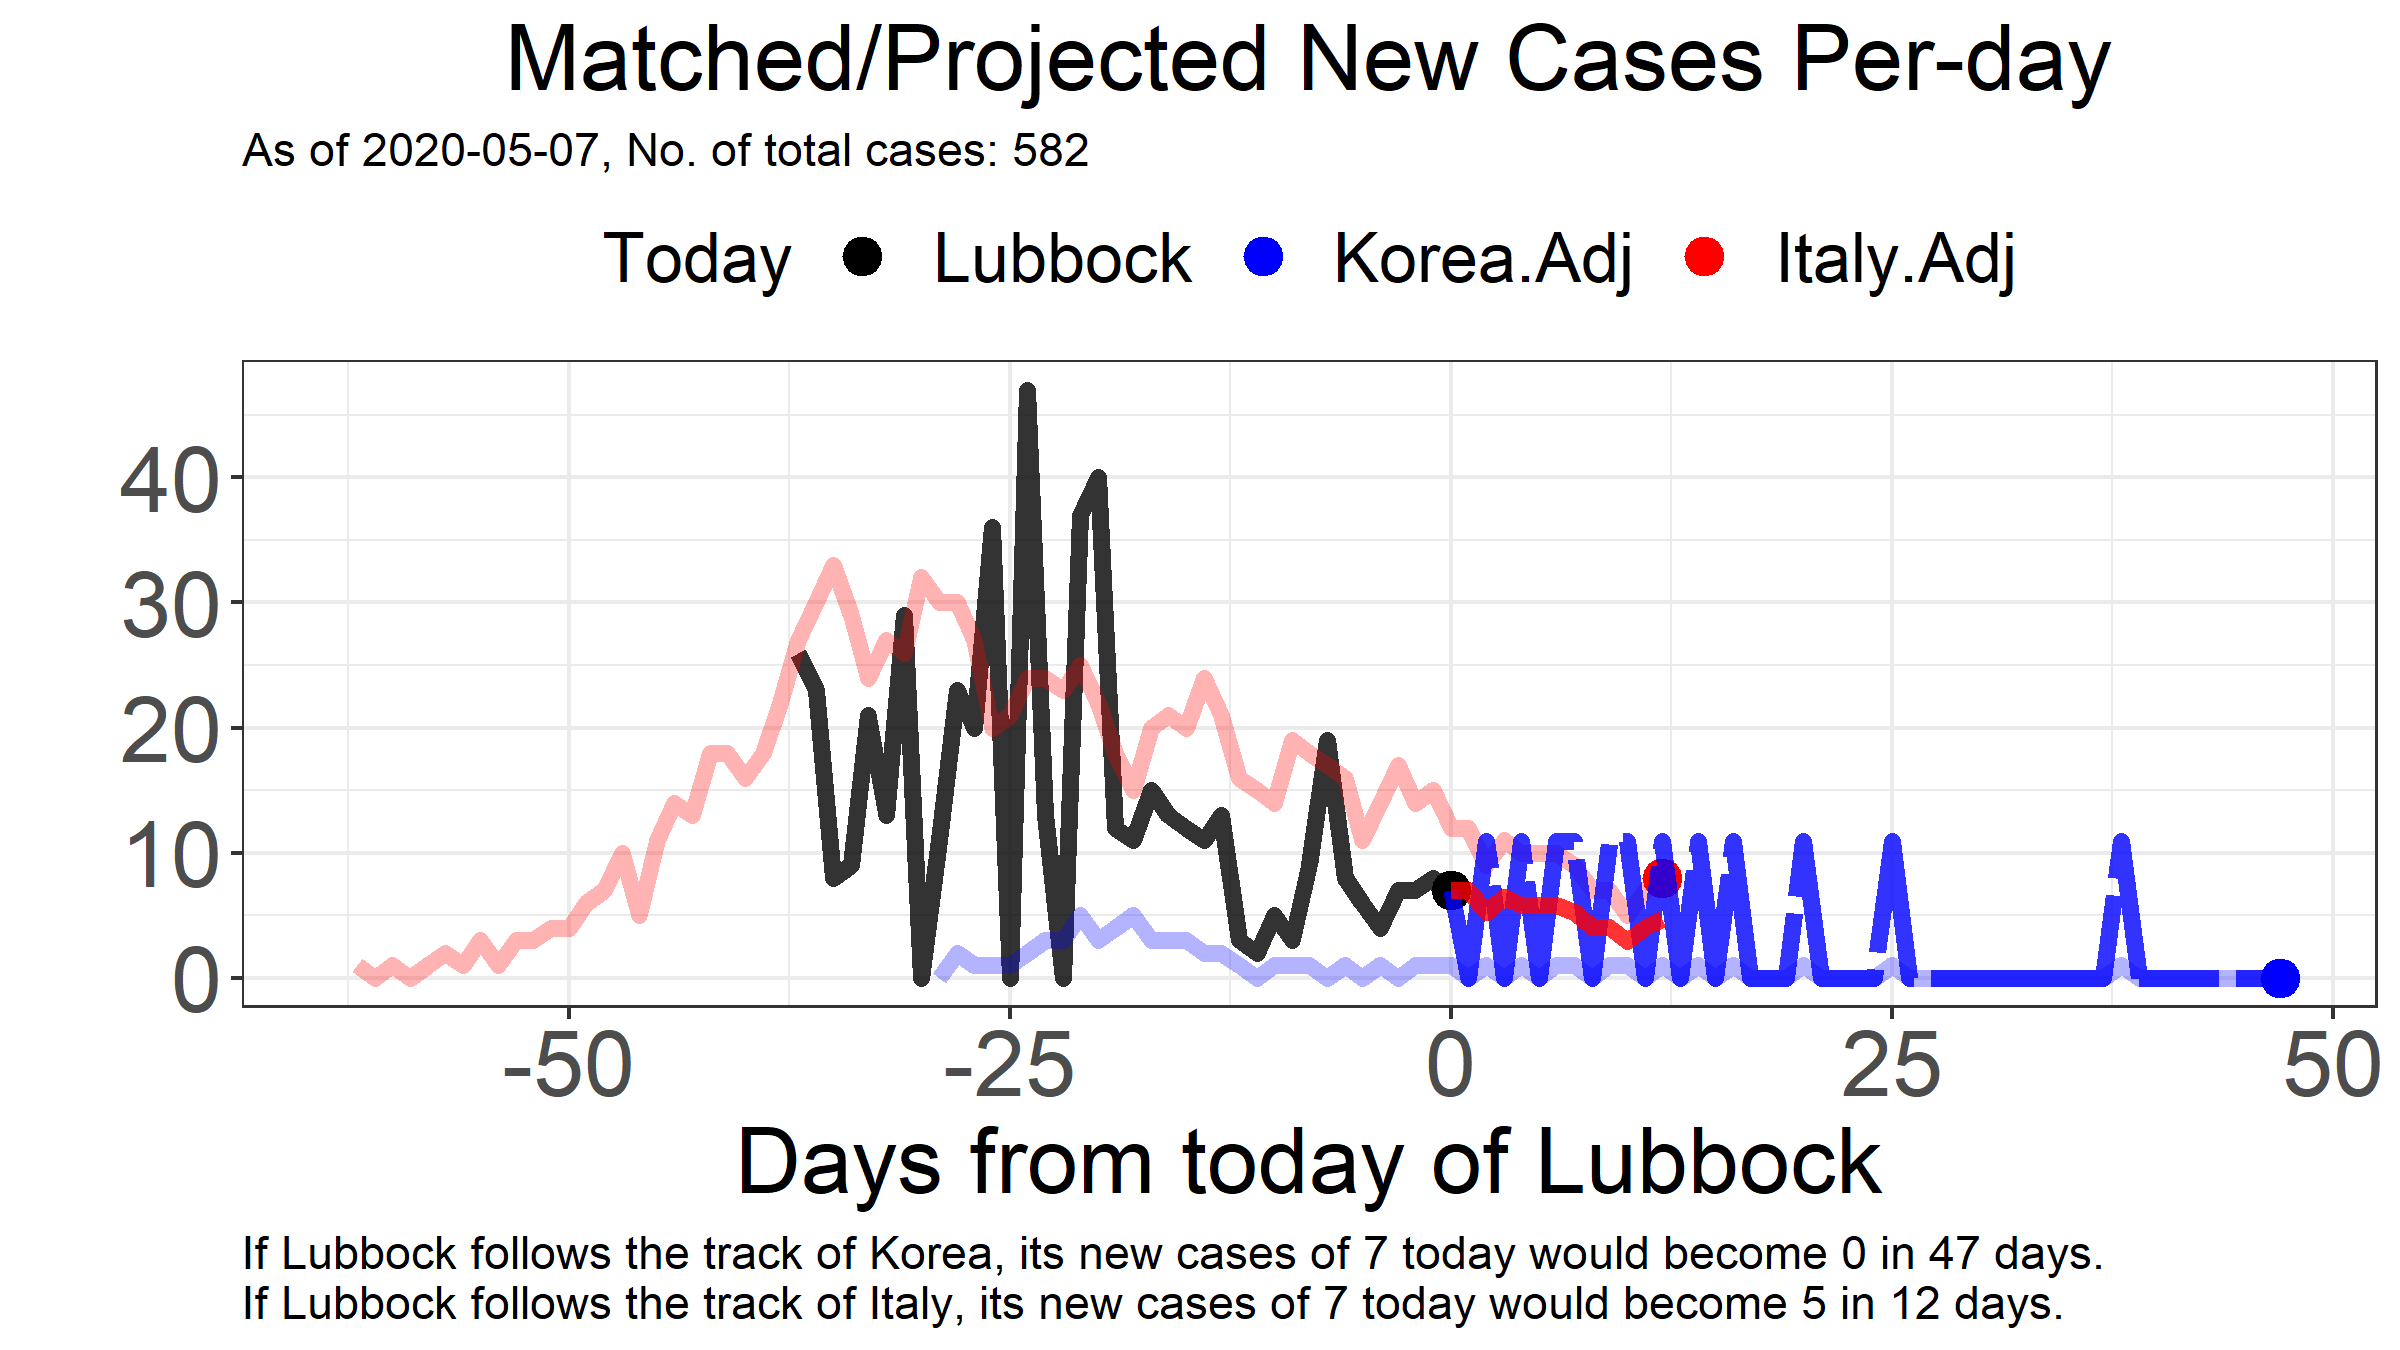 Matched/Projected New Cases Per-day
As of 2020-05-07, No. of total cases: 582
Today Lubbock Korea.Adj Italy.Adj
40
30
20
10
0
-50 -25 0 25 50
Days from today of Lubbock
If Lubbock follows the track of Korea, its new cases of 7 today would become 0 in 47 days.
If Lubbock follows the track of Italy, its new cases of 7 today would become 5 in 12 days.